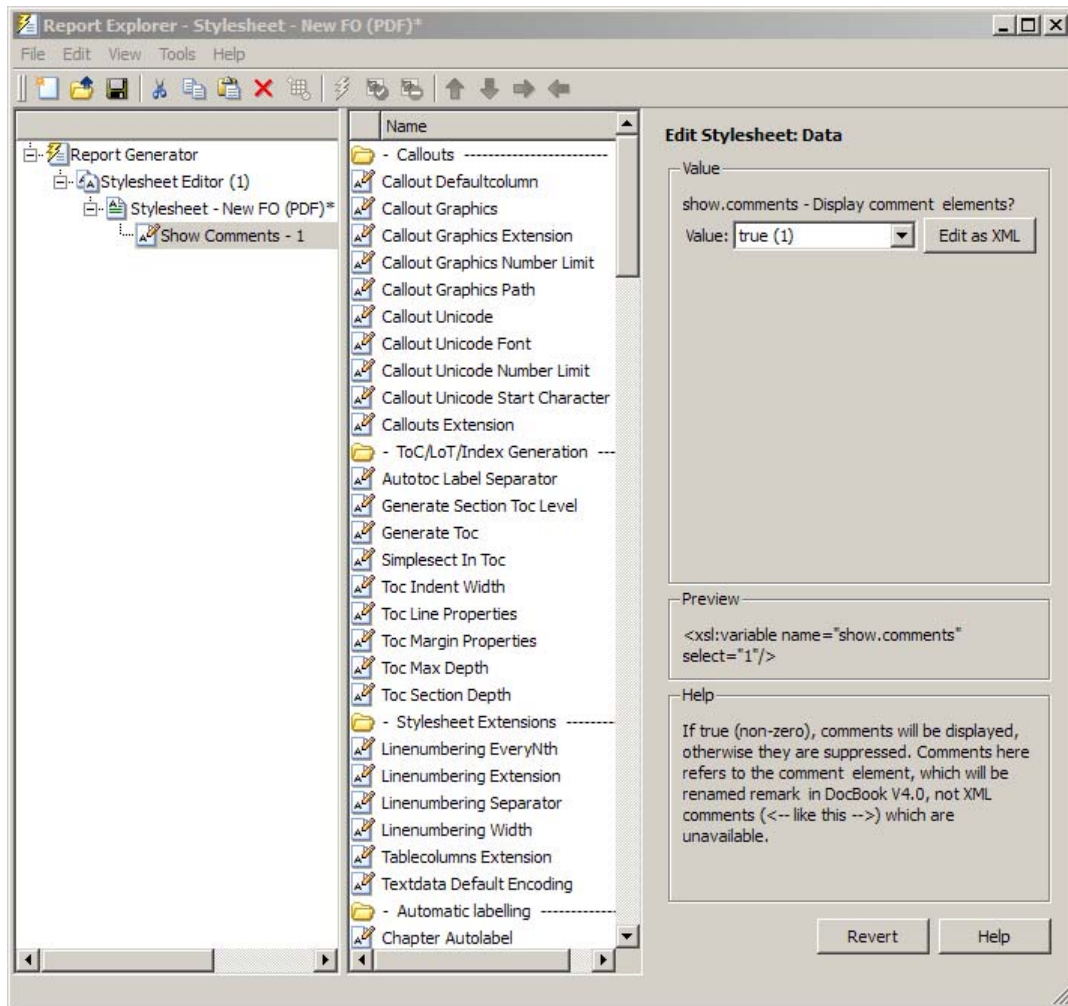 Report Explorer - Stylesheet - New FO (PDF)*
File Edit View Tools Help
Report Generator
Stylesheet Editor (1)
Stylesheet - New FO (PDF)*
Show Comments - 1
Name
- Callouts ------------------------
Callout Defaultcolumn
Callout Graphics
Callout Graphics Extension
Callout Graphics Number Limit
Callout Graphics Path
Callout Unicode
Callout Unicode Font
Callout Unicode Number Limit
Callout Unicode Start Character
Callouts Extension
- ToC/LoT/Index Generation ---
Autotoc Label Separator
Generate Section Toc Level
Generate Toc
Simplesect In Toc
Toc Indent Width
Toc Line Properties
Toc Margin Properties
Toc Max Depth
Toc Section Depth
- Stylesheet Extensions --------
Linenumbering EveryNth
Linenumbering Extension
Linenumbering Separator
Linenumbering Width
Tablecolumns Extension
Textdata Default Encoding
- Automatic labelling ------------
Chapter Autolabel
Edit Stylesheet: Data
Value
show.comments - Display comment elements?
Value: true (1) Edit as XML
Preview
<xsl:variable name="show.comments"
select="1"/>
Help
If true (non-zero), comments will be displayed,
otherwise they are suppressed. Comments here
refers to the comment element, which will be
renamed remark in DocBook V4.0, not XML
comments (<-- like this -->) which are
unavailable.
Revert Help